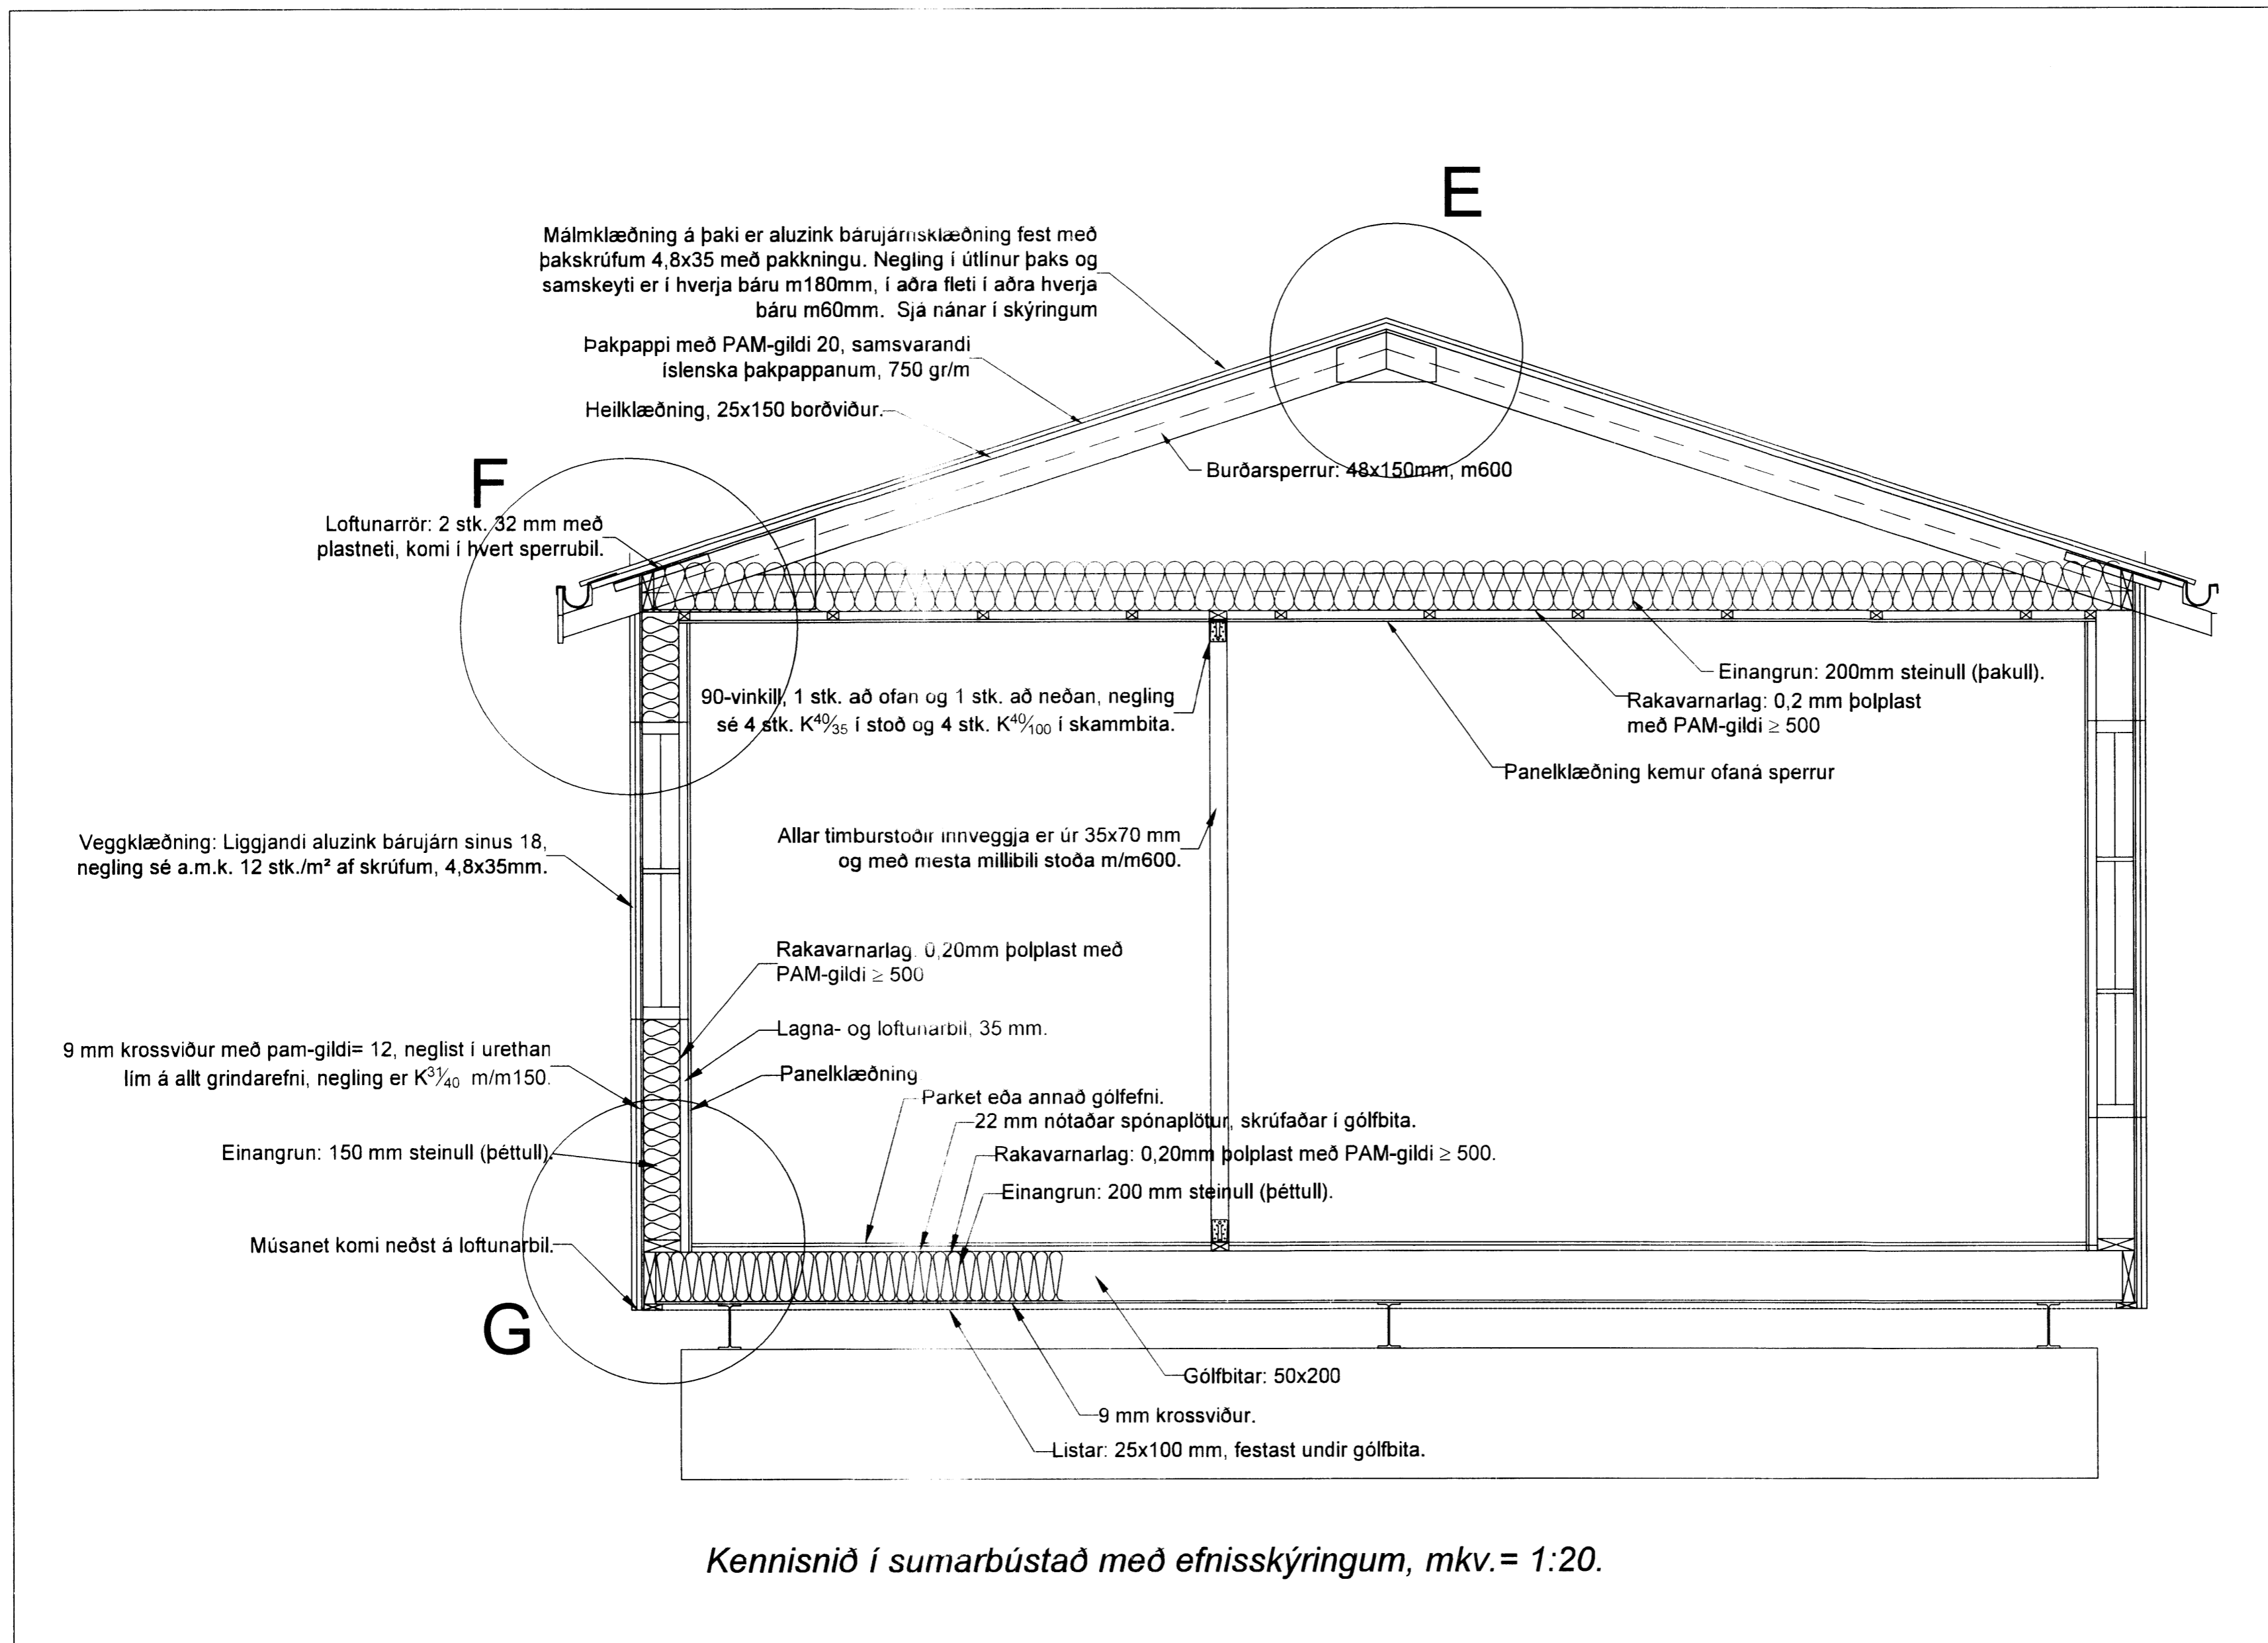 E
Málmklæðning á þaki er aluzink bárujárnsklæðning fest með
þakskrúfum 4,8x35 með pakkningu. Negling í útlínur þaks og
samskeyti er í hverja báru m180mm, í aðra fleti í aðra hverja
báru m60mm. Sjá nánar í skýringum
Þakpappi með PAM-gildi 20, samsvarandi
íslenska þakpappanum, 750 gr/m
Heilklæðning, 25x150 borðviður.
Burðarsperrur: 48x150mm, m600
F
Loftunarrör: 2 stk. 32 mm með
plastneti, komi í hvert sperrubil.
Einangrun: 200mm steinull (þakull).
90-vinkill, 1 stk. að ofan og 1 stk. að neðan, negling
sé 4 stk. K40/35 í stoð og 4 stk. K40/100 í skammbita.
Rakavarnarlag: 0,2 mm þolplast
með PAM-gildi ≥ 500
Panelklæðning kemur ofaná sperrur
Veggklæðning: Liggjandi aluzink bárujárn sinus 18,
negling sé a.m.k. 12 stk./m² af skrúfum, 4,8x35mm.
Allar timburstoðir innveggja er úr 35x70 mm
og með mesta millibili stoða m/m600.
Rakavarnarlag. 0,20mm þolplast með
PAM-gildi ≥ 500
Lagna- og loftunarbil, 35 mm.
9 mm krossviður með pam-gildi= 12, neglist í urethan
lím á allt grindarefni, negling er K31/40 m/m150.
Panelklæðning
Parket eða annað gólfefni.
22 mm nótaðar spónaplötur, skrúfaðar í gólfbita.
Einangrun: 150 mm steinull (þéttull).
Rakavarnarlag: 0,20mm þolplast með PAM-gildi ≥ 500.
Einangrun: 200 mm steinull (þéttull).
Músanet komi neðst á loftunarbil.
G
Gólfbitar: 50x200
9 mm krossviður.
Listar: 25x100 mm, festast undir gólfbita.
Kennisnið í sumarbústað með efnisskýringum, mkv.= 1:20.